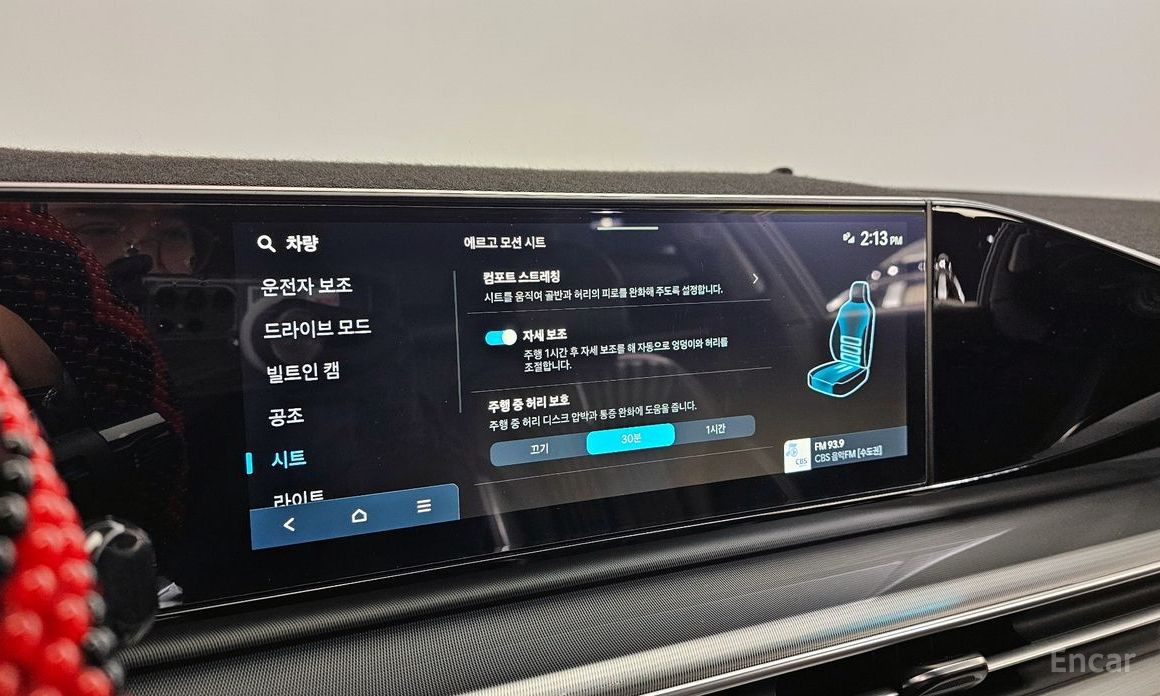 차량
운전자 보조
드라이브 모드
빌트인 캠
공조
시트
라이트
에르고 모션 시트
2:13 PM
컴포트 스트레칭
시트를 움직여 골반과 허리의 피로를 완화해 주도록 설정합니다.
자세 보조
주행 1시간 후 자세 보조를 해 자동으로 엉덩이와 허리를
조절합니다.
주행 중 허리 보호
주행 중 허리 디스크 압박과 통증 완화에 도움을 줍니다.
끄기
30분
1시간
CBS
FM 93.9
CBS 음악FM [수도권]
Encar